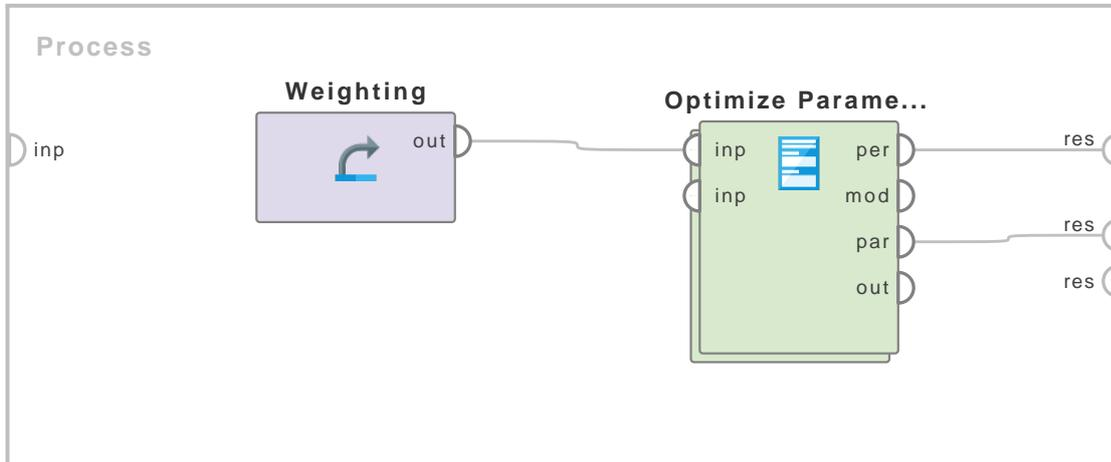 Process
Weighting
Optimize Parame...
inp
out
inp
per
res
inp
mod
par
res
out
res